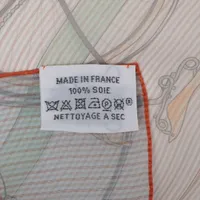 MADE IN FRANCE
100% SOIE
NETTOYAGE A SEC